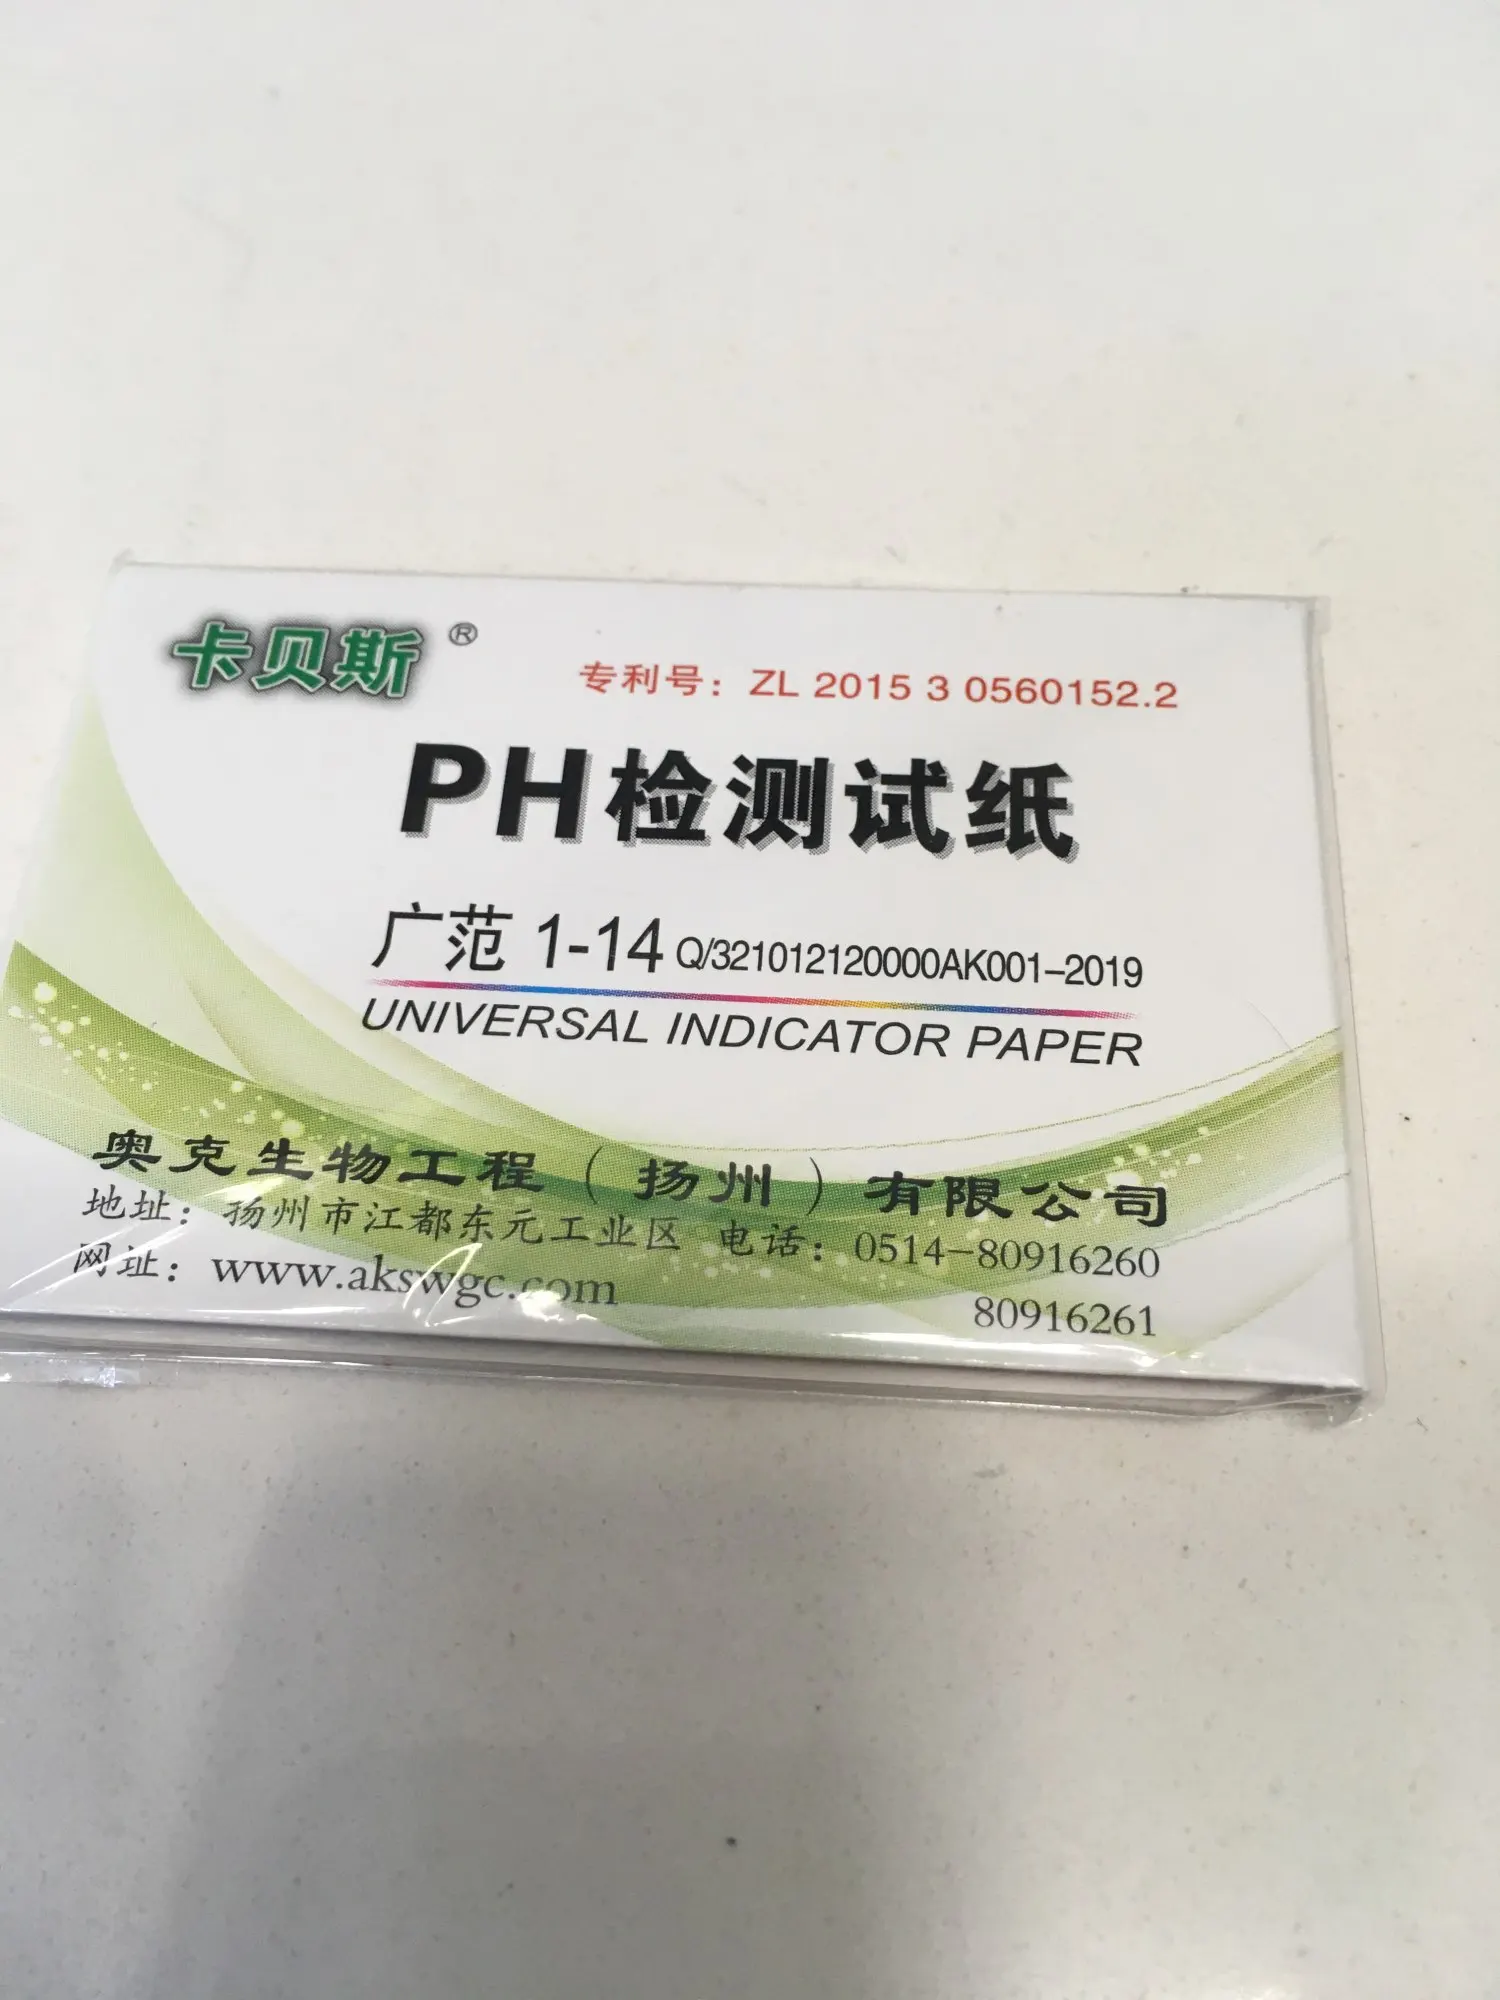 卡贝斯®
专利号：ZL 2015 3 0560152.2
PH检测试纸
广范 1-14 Q/321012120000AK001-2019
UNIVERSAL INDICATOR PAPER
奥克生物工程（扬州）有限公司
地址：扬州市江都东元工业区 电话：0514-80916260
网址：www.akswgc.com 80916261